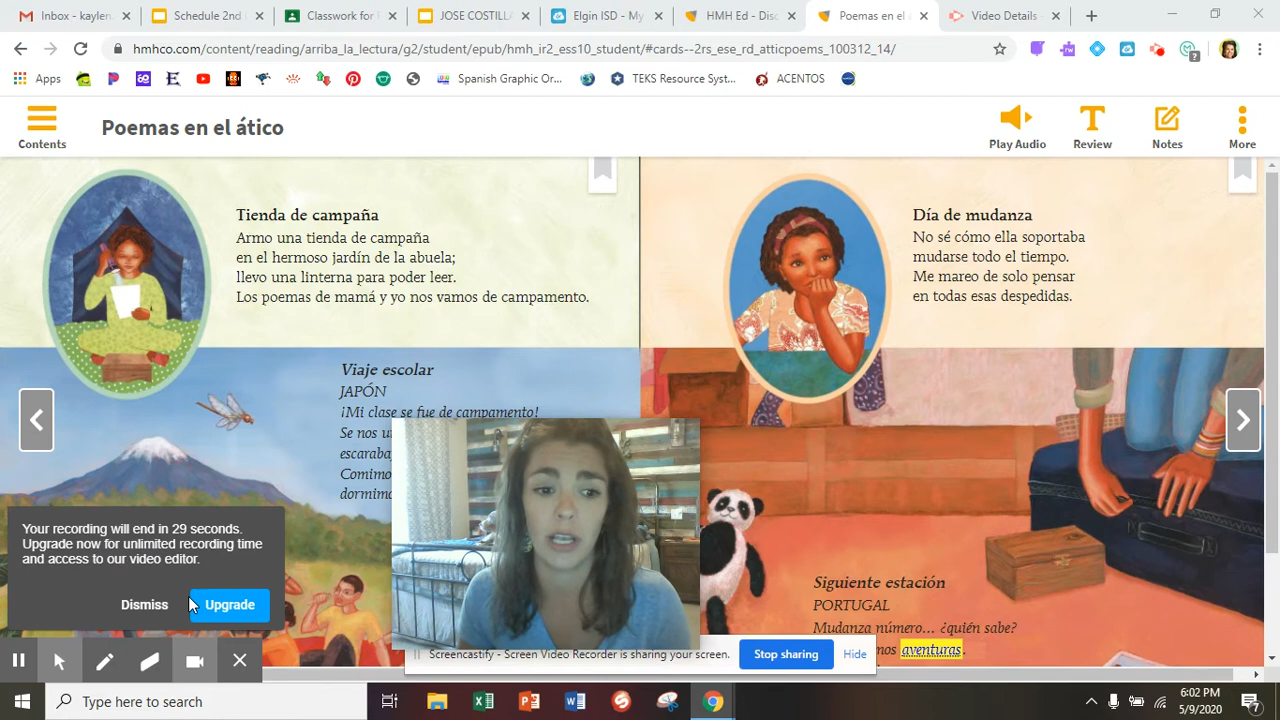 Inbox - kaylen
Schedule 2nd
Classwork for
JOSE COSTILLA
Elgin ISD - My
HMH Ed - Disc
Poemas en el
Video Details -
hmhco.com/content/reading/arriba_la_lectura/g2/student/epub/hmh_ir2_ess10_student/#cards--2rs_ese_rd_atticpoems_100312_14/
Apps
Spanish Graphic Or...
TEKS Resource Syst...
ACENTOS
Contents
Poemas en el ático
Play Audio
Review
Notes
More
Tienda de campaña
Armo una tienda de campaña
en el hermoso jardín de la abuela;
llevo una linterna para poder leer.
Los poemas de mamá y yo nos vamos de campamento.
Viaje escolar
JAPÓN
¡Mi clase se fue de campamento!
Se nos
escaraba
Comimo
dormimo
Día de mudanza
No sé cómo ella soportaba
mudarse todo el tiempo.
Me mareo de solo pensar
en todas esas despedidas.
Siguiente estación
PORTUGAL
Mudanza número... ¿quién sabe?
mos aventuras.
Your recording will end in 29 seconds.
Upgrade now for unlimited recording time
and access to our video editor.
Dismiss
Upgrade
Screencastify - Screen Video Recorder is sharing your screen.
Stop sharing
Hide
Type here to search
6:02 PM
5/9/2020
7